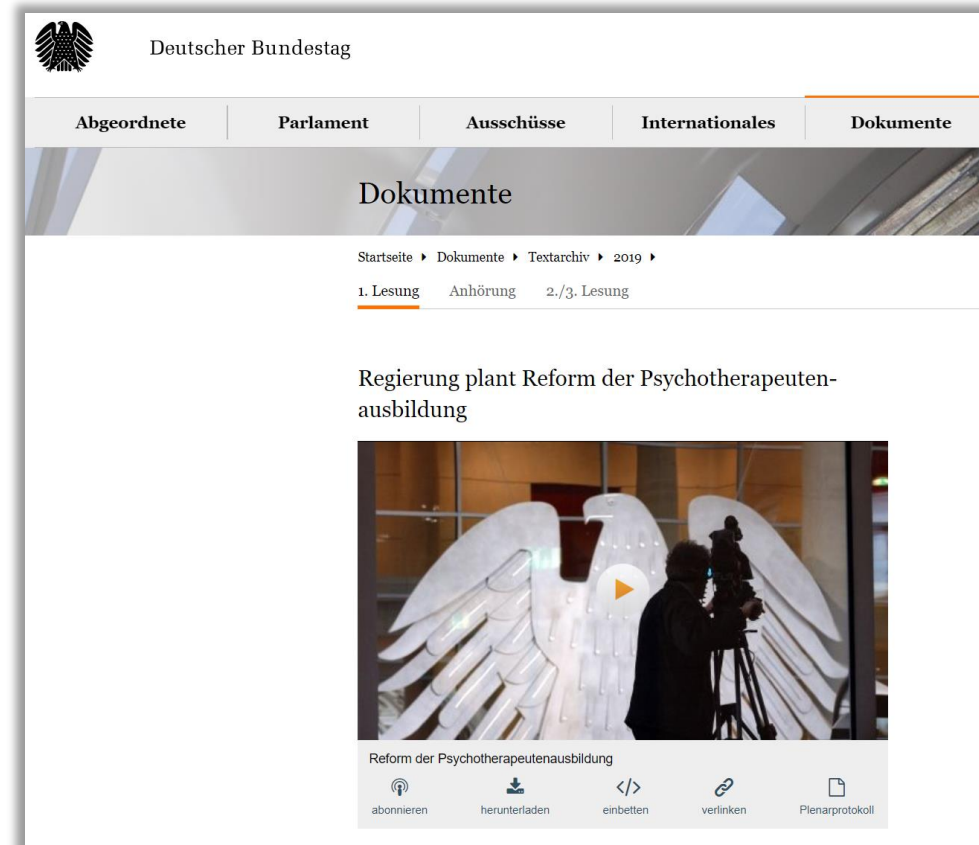 Deutscher Bundestag
Abgeordnete Parlament Ausschüsse Internationales Dokumente
Dokumente
Startseite Dokumente Textarchiv 2019
1. Lesung Anhörung 2./3. Lesung
Regierung plant Reform der Psychotherapeuten-
ausbildung
Reform der Psychotherapeutenausbildung
abonnieren herunterladen einbetten verlinken Plenarprotokoll